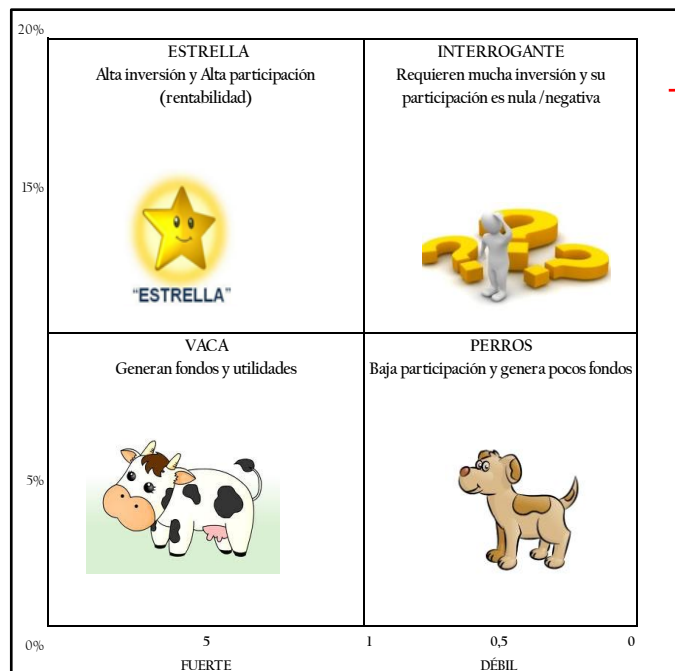 20%
ESTRELLA
Alta inversión y Alta participación
(rentabilidad)
INTERROGANTE
Requieren mucha inversión y su
participación es nula /negativa
15%
"ESTRELLA"
VACA
Generan fondos y utilidades
PERROS
Baja participación y genera pocos fondos
5%
0%
5
1
0,5
0
FUERTE
DÉBIL